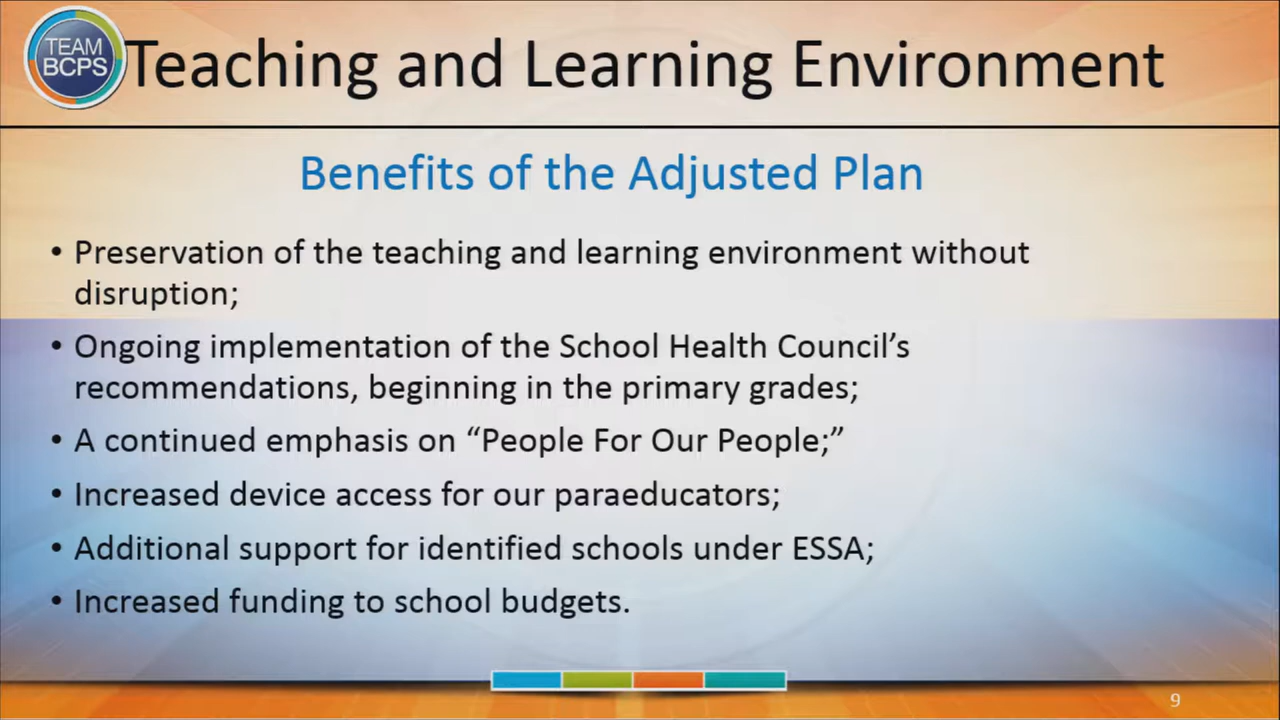 TEAM
BCPS
Teaching and Learning Environment
Benefits of the Adjusted Plan
• Preservation of the teaching and learning environment without
disruption;
• Ongoing implementation of the School Health Council’s
recommendations, beginning in the primary grades;
• A continued emphasis on “People For Our People;”
• Increased device access for our paraeducators;
• Additional support for identified schools under ESSA;
• Increased funding to school budgets.
9